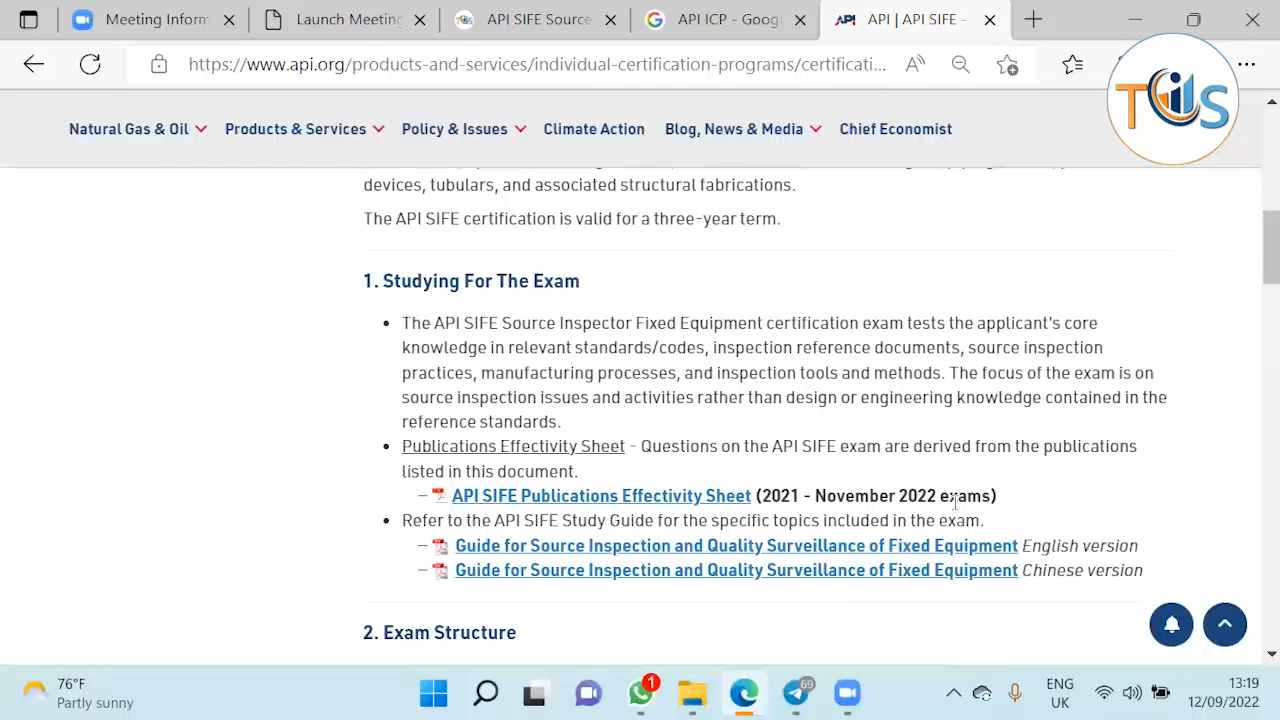 Meeting Inform
Launch Meeting
API SIFE Source
API ICP - Goog
API | API SIFE -
https://www.api.org/products-and-services/individual-certification-programs/certificati...
TCIS
Natural Gas & Oil
Products & Services
Policy & Issues
Climate Action
Blog, News & Media
Chief Economist
devices, tubulars, and associated structural fabrications.
The API SIFE certification is valid for a three-year term.
1. Studying For The Exam
• The API SIFE Source Inspector Fixed Equipment certification exam tests the applicant's core
knowledge in relevant standards/codes, inspection reference documents, source inspection
practices, manufacturing processes, and inspection tools and methods. The focus of the exam is on
source inspection issues and activities rather than design or engineering knowledge contained in the
reference standards.
• Publications Effectivity Sheet - Questions on the API SIFE exam are derived from the publications
listed in this document.
– API SIFE Publications Effectivity Sheet (2021 - November 2022 exams)
• Refer to the API SIFE Study Guide for the specific topics included in the exam.
– Guide for Source Inspection and Quality Surveillance of Fixed Equipment English version
– Guide for Source Inspection and Quality Surveillance of Fixed Equipment Chinese version
2. Exam Structure
76°F
Partly sunny
1
69
ENG
UK
13:19
12/09/2022